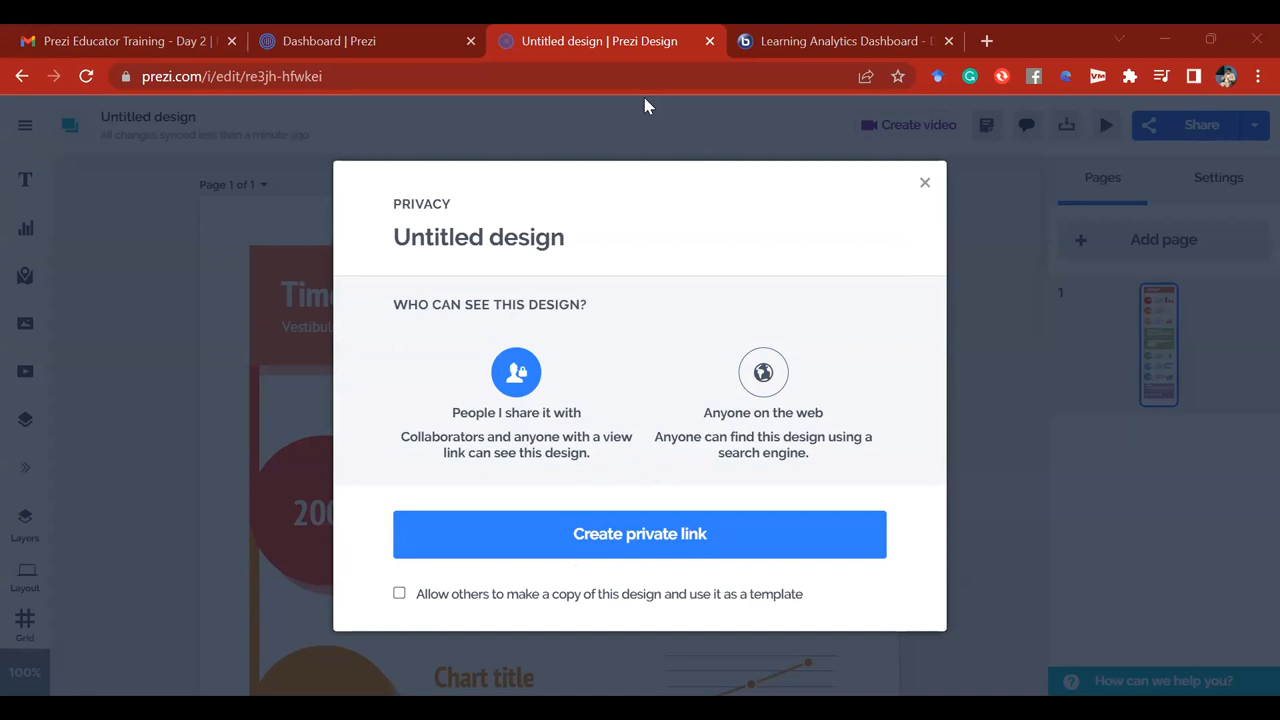 Prezi Educator Training - Day 2 |
Dashboard | Prezi
Untitled design | Prezi Design
Learning Analytics Dashboard -
prezi.com/i/edit/re3jh-hfwkei
VM
Untitled design
All changes synced less than a minute ago
Create video
Share
Page 1 of 1
Pages
Settings
Add page
1
PRIVACY
Untitled design
WHO CAN SEE THIS DESIGN?
People I share it with
Collaborators and anyone with a view
link can see this design.
Anyone on the web
Anyone can find this design using a
search engine.
Create private link
Allow others to make a copy of this design and use it as a template
Vestibulu
200
Chart title
Layers
Layout
Grid
100%
How can we help you?